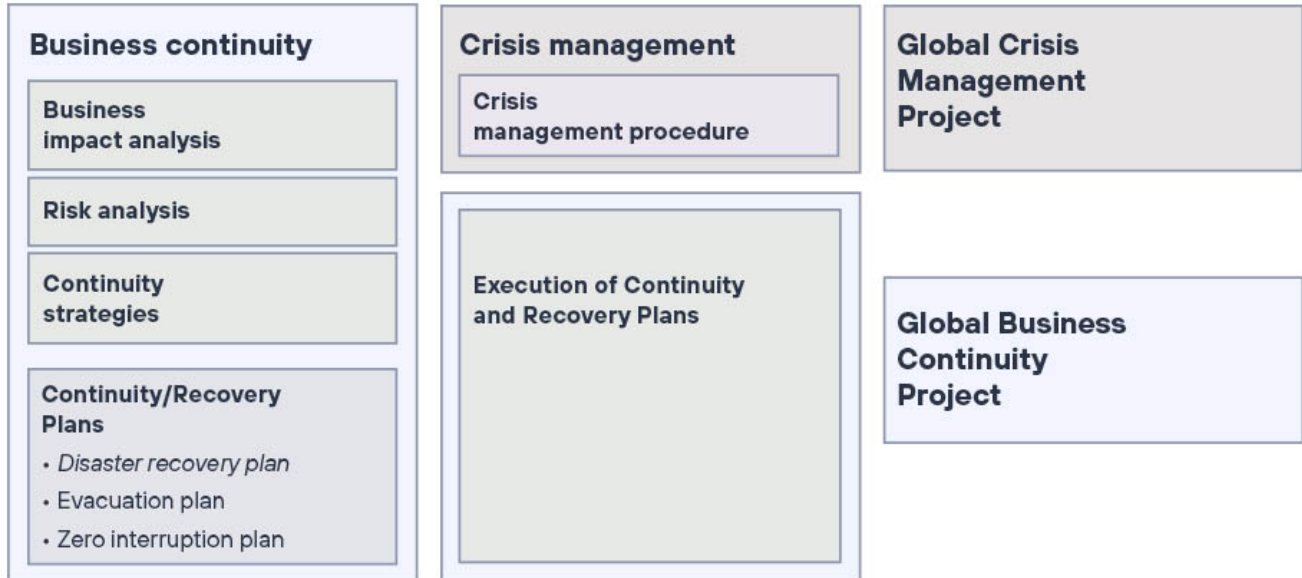 Business continuity
Business
impact analysis
Risk analysis
Continuity
strategies
Continuity/Recovery
Plans
• Disaster recovery plan
• Evacuation plan
• Zero interruption plan
Crisis management
Crisis
management procedure
Execution of Continuity
and Recovery Plans
Global Crisis
Management
Project
Global Business
Continuity
Project